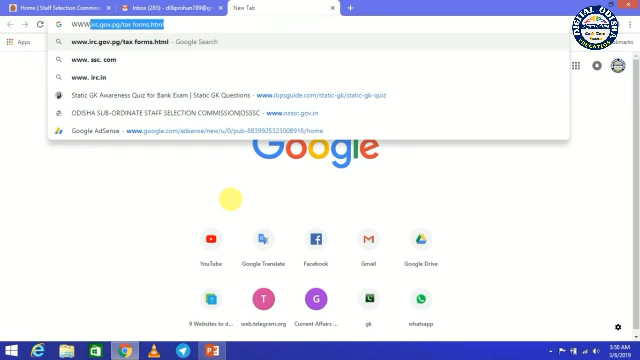 Home | Staff Selection Commissio
Inbox (285) - dilliprohan789@g
New Tab
WWW.irc.gov.pg/tax forms.html
Apps
www.irc.gov.pg/tax forms.html - Google Search
www. ssc. com
www. irc.in
Static GK Awareness Quiz for Bank Exam | Static GK Questions - www.ibpsguide.com/static-gk/static-gk-quiz
ODISHA SUB-ORDINATE STAFF SELECTION COMMISSION|OSSSC - www.osssc.gov.in
Google AdSense - www.google.com/adsense/new/u/0/pub-8839925323008916/home
DIGITAL ODISHA
EDUCATION
Google
YouTube
Google Translate
Facebook
Gmail
Google Drive
9 Websites to d...
T
web.telegram.org
G
Current Affairs ...
gk
whatsapp
3:50 AM
3/6/2019